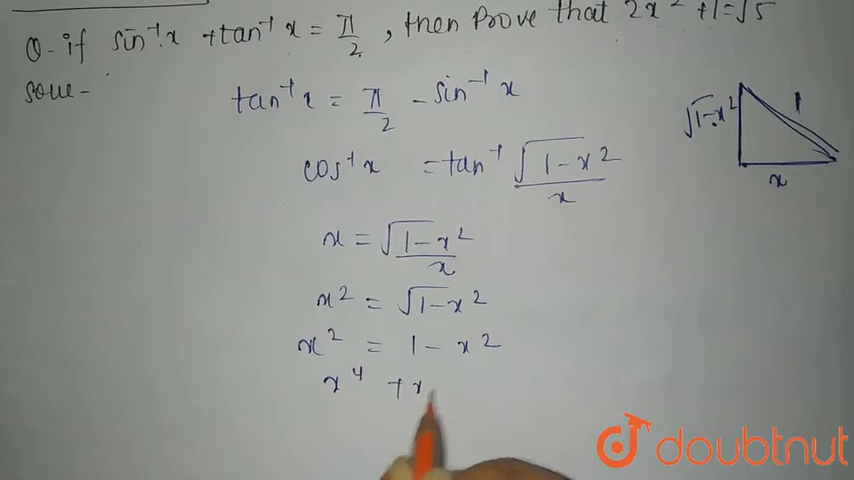 Q- if sin⁻¹x + tan⁻¹x = π/2, then Prove that 2x² + 1 = √5
Solu -
tan⁻¹x = π/2 - sin⁻¹x
cos⁻¹x = tan⁻¹ √(1-x²)/x
√(1-x²) 1
x
x = √(1-x²)/x
x² = √(1-x²)
x² = 1 - x²
x⁴ + x
doubtnut